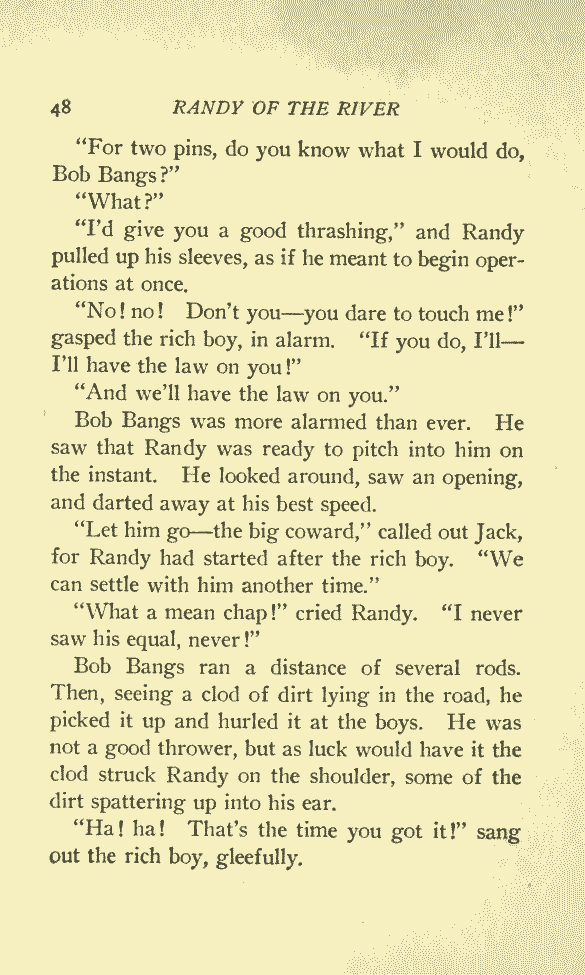 48 RANDY OF THE RIVER
“For two pins, do you know what I would do,
Bob Bangs?”
“What?”
“I’d give you a good thrashing,” and Randy
pulled up his sleeves, as if he meant to begin oper-
ations at once.
“No! no! Don’t you—you dare to touch me!”
gasped the rich boy, in alarm. “If you do, I’ll—
I’ll have the law on you!”
“And we’ll have the law on you.”
Bob Bangs was more alarmed than ever. He
saw that Randy was ready to pitch into him on
the instant. He looked around, saw an opening,
and darted away at his best speed.
“Let him go—the big coward,” called out Jack,
for Randy had started after the rich boy. “We
can settle with him another time.”
“What a mean chap!” cried Randy. “I never
saw his equal, never!”
Bob Bangs ran a distance of several rods.
Then, seeing a clod of dirt lying in the road, he
picked it up and hurled it at the boys. He was
not a good thrower, but as luck would have it the
clod struck Randy on the shoulder, some of the
dirt spattering up into his ear.
“Ha! ha! That’s the time you got it!” sang
out the rich boy, gleefully.